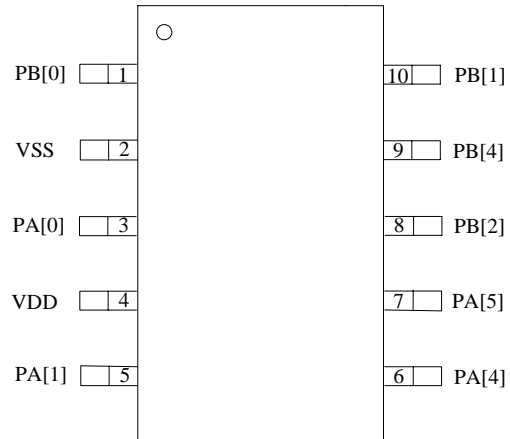 PB[0] 1 10 PB[1]
VSS 2 9 PB[4]
PA[0] 3 8 PB[2]
VDD 4 7 PA[5]
PA[1] 5 6 PA[4]